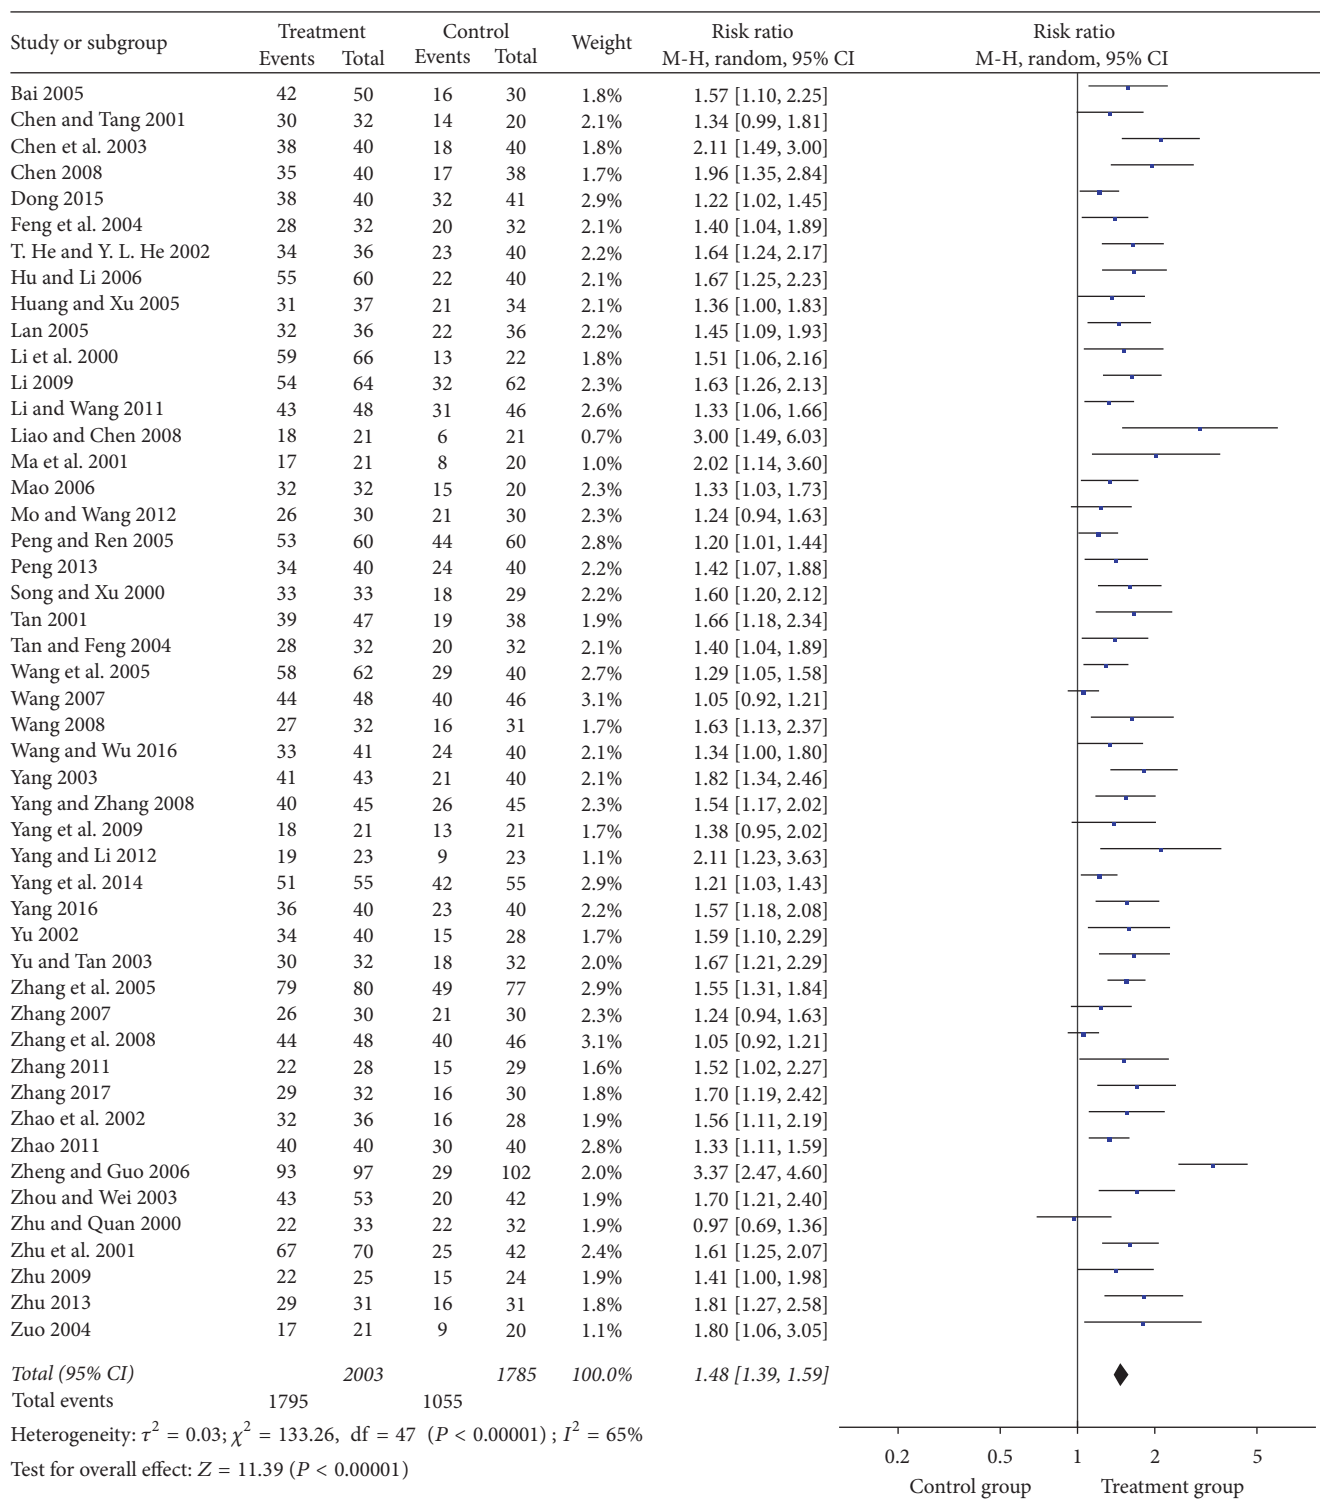 Study or subgroup Treatment Control Weight Risk ratio Risk ratio
Events Total Events Total M-H, random, 95% CI M-H, random, 95% CI
Bai 2005 42 50 16 30 1.8% 1.57 [1.10, 2.25]
Chen and Tang 2001 30 32 14 20 2.1% 1.34 [0.99, 1.81]
Chen et al. 2003 38 40 18 40 1.8% 2.11 [1.49, 3.00]
Chen 2008 35 40 17 38 1.7% 1.96 [1.35, 2.84]
Dong 2015 38 40 32 41 2.9% 1.22 [1.02, 1.45]
Feng et al. 2004 28 32 20 32 2.1% 1.40 [1.04, 1.89]
T. He and Y. L. He 2002 34 36 23 40 2.2% 1.64 [1.24, 2.17]
Hu and Li 2006 55 60 22 40 2.1% 1.67 [1.25, 2.23]
Huang and Xu 2005 31 37 21 34 2.1% 1.36 [1.00, 1.83]
Lan 2005 32 36 22 36 2.2% 1.45 [1.09, 1.93]
Li et al. 2000 59 66 13 22 1.8% 1.51 [1.06, 2.16]
Li 2009 54 64 32 62 2.3% 1.63 [1.26, 2.13]
Li and Wang 2011 43 48 31 46 2.6% 1.33 [1.06, 1.66]
Liao and Chen 2008 18 21 6 21 0.7% 3.00 [1.49, 6.03]
Ma et al. 2001 17 21 8 20 1.0% 2.02 [1.14, 3.60]
Mao 2006 32 32 15 20 2.3% 1.33 [1.03, 1.73]
Mo and Wang 2012 26 30 21 30 2.3% 1.24 [0.94, 1.63]
Peng and Ren 2005 53 60 44 60 2.8% 1.20 [1.01, 1.44]
Peng 2013 34 40 24 40 2.2% 1.42 [1.07, 1.88]
Song and Xu 2000 33 33 18 29 2.2% 1.60 [1.20, 2.12]
Tan 2001 39 47 19 38 1.9% 1.66 [1.18, 2.34]
Tan and Feng 2004 28 32 20 32 2.1% 1.40 [1.04, 1.89]
Wang et al. 2005 58 62 29 40 2.7% 1.29 [1.05, 1.58]
Wang 2007 44 48 40 46 3.1% 1.05 [0.92, 1.21]
Wang 2008 27 32 16 31 1.7% 1.63 [1.13, 2.37]
Wang and Wu 2016 33 41 24 40 2.1% 1.34 [1.00, 1.80]
Yang 2003 41 43 21 40 2.1% 1.82 [1.34, 2.46]
Yang and Zhang 2008 40 45 26 45 2.3% 1.54 [1.17, 2.02]
Yang et al. 2009 18 21 13 21 1.7% 1.38 [0.95, 2.02]
Yang and Li 2012 19 23 9 23 1.1% 2.11 [1.23, 3.63]
Yang et al. 2014 51 55 42 55 2.9% 1.21 [1.03, 1.43]
Yang 2016 36 40 23 40 2.2% 1.57 [1.18, 2.08]
Yu 2002 34 40 15 28 1.7% 1.59 [1.10, 2.29]
Yu and Tan 2003 30 32 18 32 2.0% 1.67 [1.21, 2.29]
Zhang et al. 2005 79 80 49 77 2.9% 1.55 [1.31, 1.84]
Zhang 2007 26 30 21 30 2.3% 1.24 [0.94, 1.63]
Zhang et al. 2008 44 48 40 46 3.1% 1.05 [0.92, 1.21]
Zhang 2011 22 28 15 29 1.6% 1.52 [1.02, 2.27]
Zhang 2017 29 32 16 30 1.8% 1.70 [1.19, 2.42]
Zhao et al. 2002 32 36 16 28 1.9% 1.56 [1.11, 2.19]
Zhao 2011 40 40 30 40 2.8% 1.33 [1.11, 1.59]
Zheng and Guo 2006 93 97 29 102 2.0% 3.37 [2.47, 4.60]
Zhou and Wei 2003 43 53 20 42 1.9% 1.70 [1.21, 2.40]
Zhu and Quan 2000 22 33 22 32 1.9% 0.97 [0.69, 1.36]
Zhu et al. 2001 67 70 25 42 2.4% 1.61 [1.25, 2.07]
Zhu 2009 22 25 15 24 1.9% 1.41 [1.00, 1.98]
Zhu 2013 29 31 16 31 1.8% 1.81 [1.27, 2.58]
Zuo 2004 17 21 9 20 1.1% 1.80 [1.06, 3.05]
Total (95% CI) 2003 1785 100.0% 1.48 [1.39, 1.59]
Total events 1795 1055
Heterogeneity: τ² = 0.03; χ² = 133.26, df = 47 (P < 0.00001); I² = 65%
Test for overall effect: Z = 11.39 (P < 0.00001)
0.2 0.5 1 2 5
Control group Treatment group